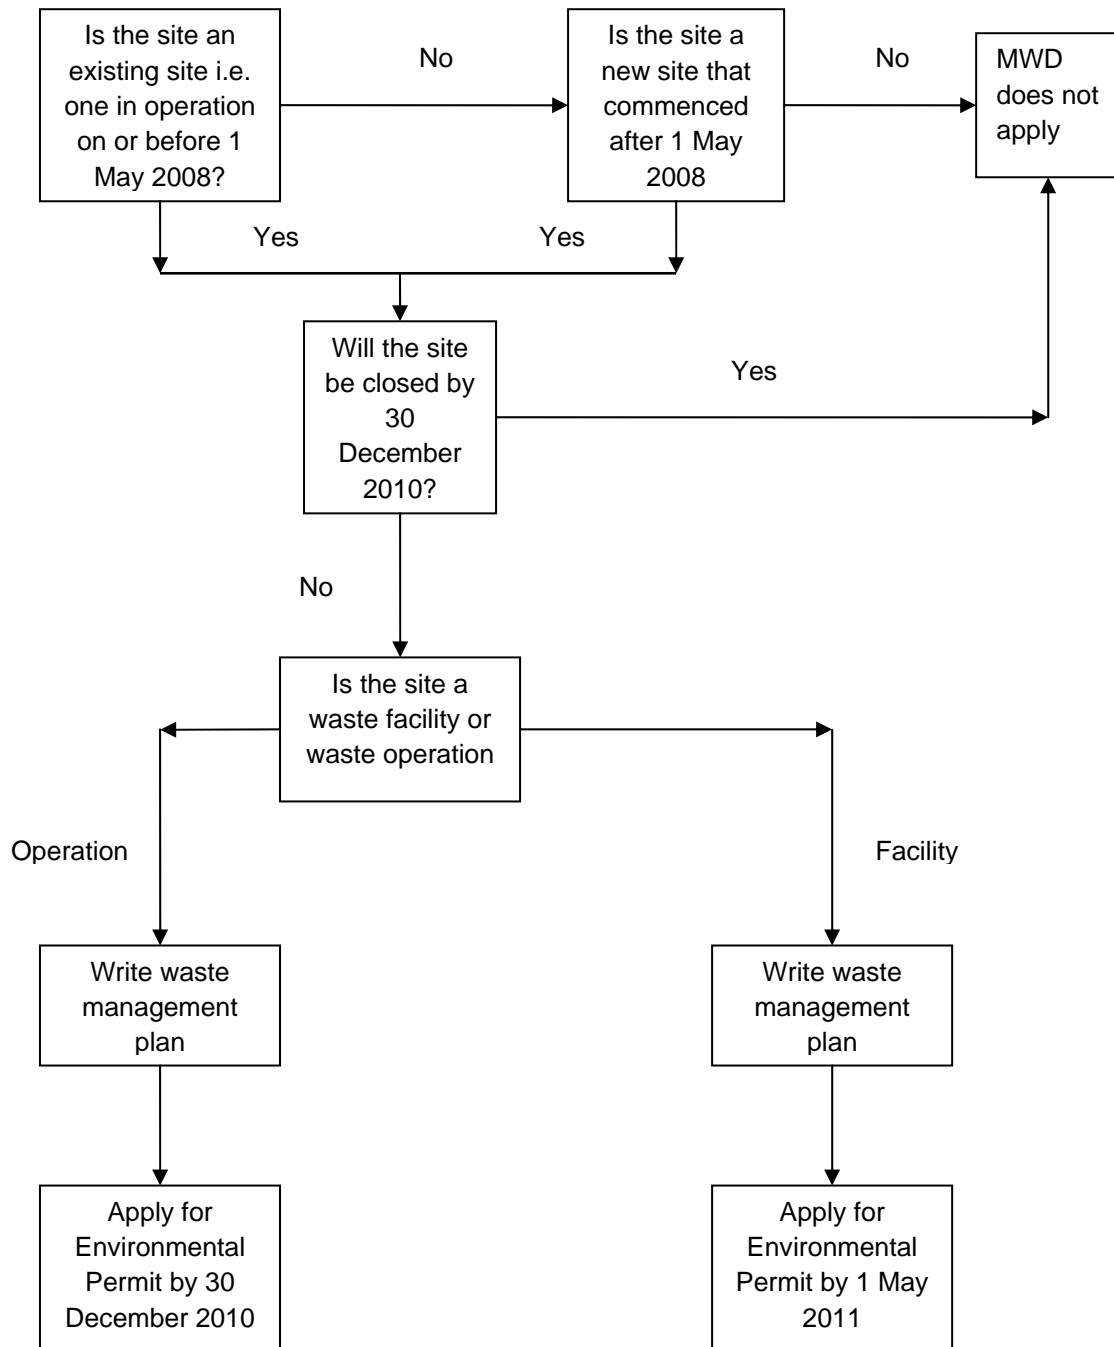 Is the site an
existing site i.e.
one in operation
on or before 1
May 2008?
No
Is the site a
new site that
commenced
after 1 May
2008
No
MWD
does not
apply
Yes
Yes
Will the site
be closed by
30
December
2010?
Yes
No
Is the site a
waste facility or
waste operation
Operation
Facility
Write waste
management
plan
Write waste
management
plan
Apply for
Environmental
Permit by 30
December 2010
Apply for
Environmental
Permit by 1 May
2011